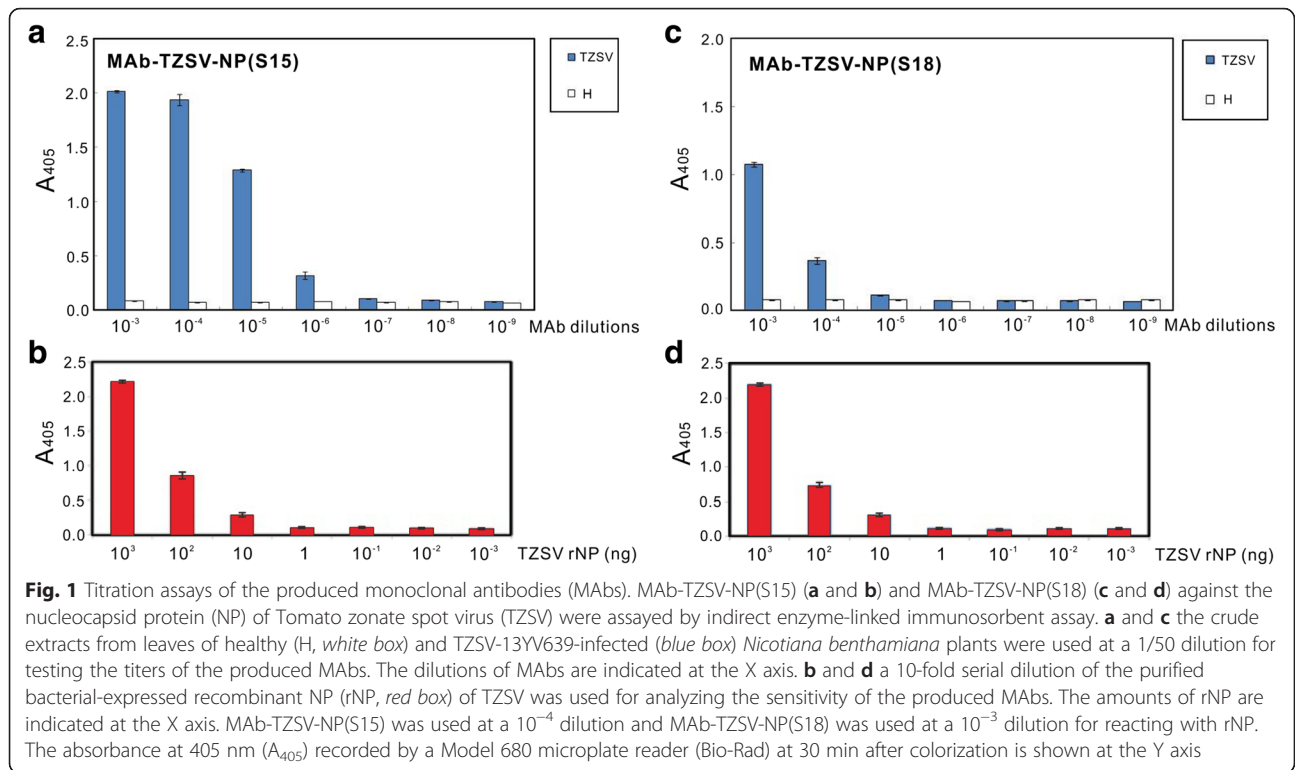 a
MAb-TZSV-NP(S15)
TZSV
H
A₄₀₅
2.5
2.0
1.5
1.0
0.5
0.0
10⁻³ 10⁻⁴ 10⁻⁵ 10⁻⁶ 10⁻⁷ 10⁻⁸ 10⁻⁹ MAb dilutions
c
MAb-TZSV-NP(S18)
TZSV
H
A₄₀₅
2.0
1.5
1.0
0.5
0.0
10⁻³ 10⁻⁴ 10⁻⁵ 10⁻⁶ 10⁻⁷ 10⁻⁸ 10⁻⁹ MAb dilutions
b
A₄₀₅
2.5
2.0
1.5
1.0
0.5
0.0
10³ 10² 10 1 10⁻¹ 10⁻² 10⁻³ TZSV rNP (ng)
d
A₄₀₅
2.5
2.0
1.5
1.0
0.5
0.0
10³ 10² 10 1 10⁻¹ 10⁻² 10⁻³ TZSV rNP (ng)
Fig. 1 Titration assays of the produced monoclonal antibodies (MAbs). MAb-TZSV-NP(S15) (a and b) and MAb-TZSV-NP(S18) (c and d) against the
nucleocapsid protein (NP) of Tomato zonate spot virus (TZSV) were assayed by indirect enzyme-linked immunosorbent assay. a and c the crude
extracts from leaves of healthy (H, white box) and TZSV-13YV639-infected (blue box) Nicotiana benthamiana plants were used at a 1/50 dilution for
testing the titers of the produced MAbs. The dilutions of MAbs are indicated at the X axis. b and d a 10-fold serial dilution of the purified
bacterial-expressed recombinant NP (rNP, red box) of TZSV was used for analyzing the sensitivity of the produced MAbs. The amounts of rNP are
indicated at the X axis. MAb-TZSV-NP(S15) was used at a 10⁻⁴ dilution and MAb-TZSV-NP(S18) was used at a 10⁻³ dilution for reacting with rNP.
The absorbance at 405 nm (A₄₀₅) recorded by a Model 680 microplate reader (Bio-Rad) at 30 min after colorization is shown at the Y axis